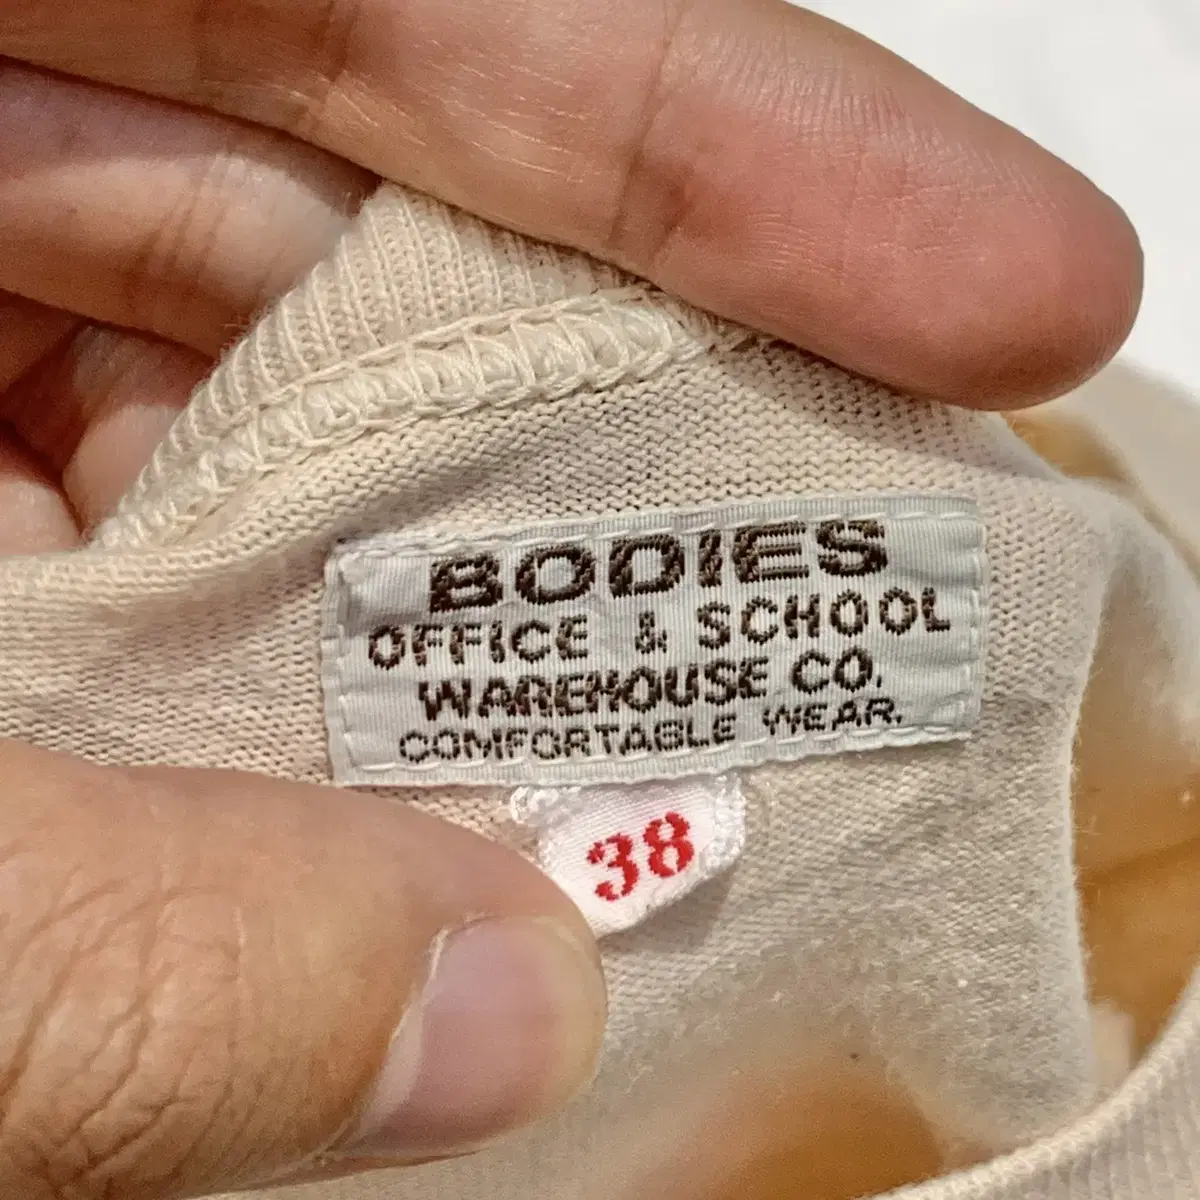 BODIES
OFFICE & SCHOOL
WAREHOUSE CO.
COMFORTABLE WEAR.
38